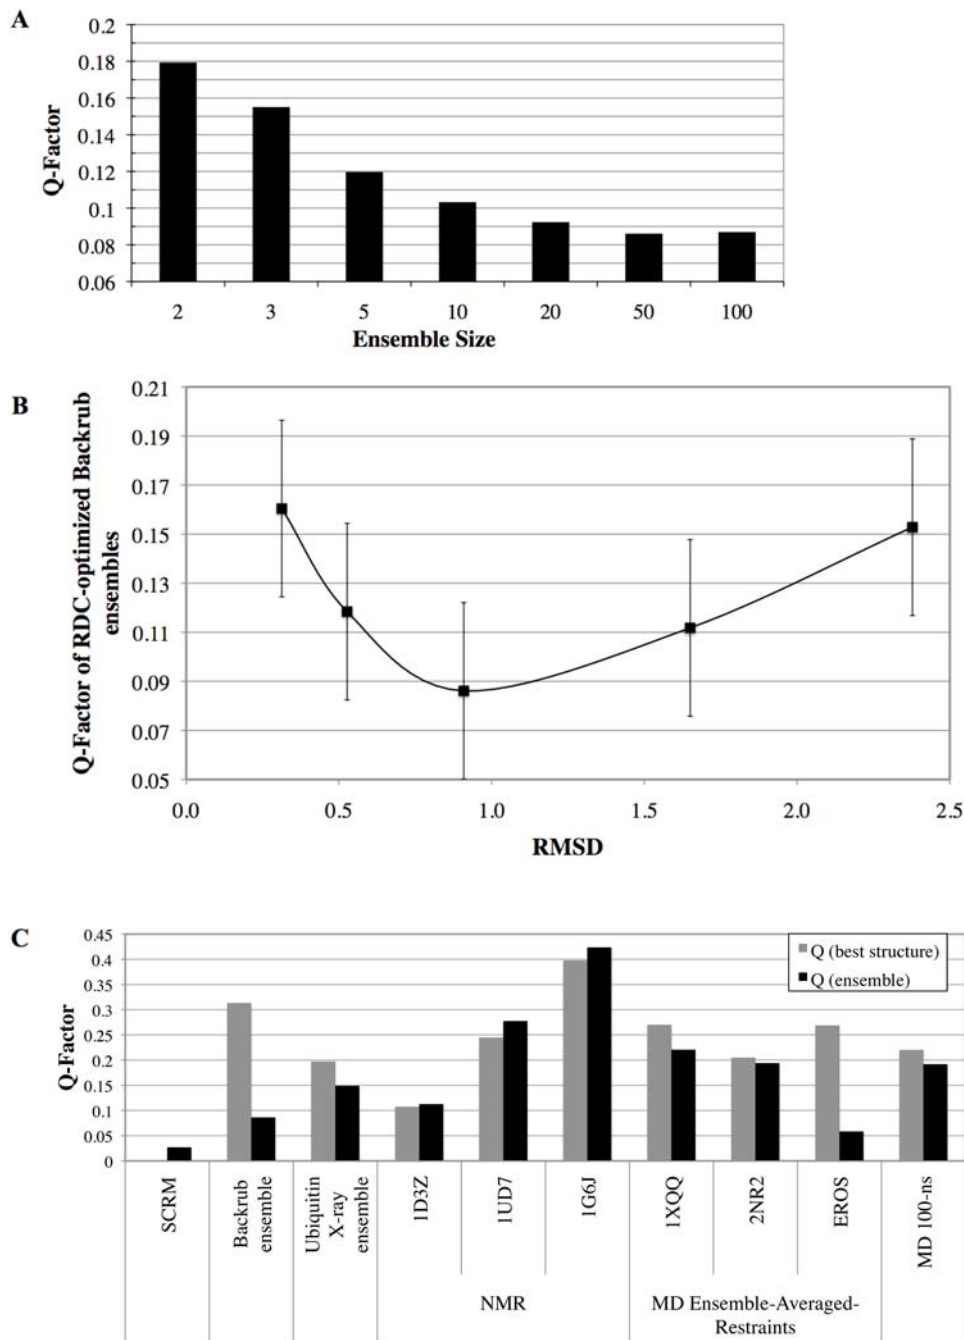 A
0.2
0.18
0.16
0.14
0.12
0.1
0.08
0.06
Q-Factor
2 3 5 10 20 50 100
Ensemble Size
B
0.21
0.19
0.17
0.15
0.13
0.11
0.09
0.07
0.05
Q-Factor of RDC-optimized Backrub
ensembles
0.0 0.5 1.0 1.5 2.0 2.5
RMSD
C
0.45
0.4
0.35
0.3
0.25
0.2
0.15
0.1
0.05
0
Q-Factor
Q (best structure)
Q (ensemble)
SCRM
Backrub
ensemble
Ubiquitin
X-ray
ensemble
1D3Z
1UD7
1G6J
1XQQ
2NR2
EROS
MD 100-ns
NMR
MD Ensemble-Averaged-
Restraints